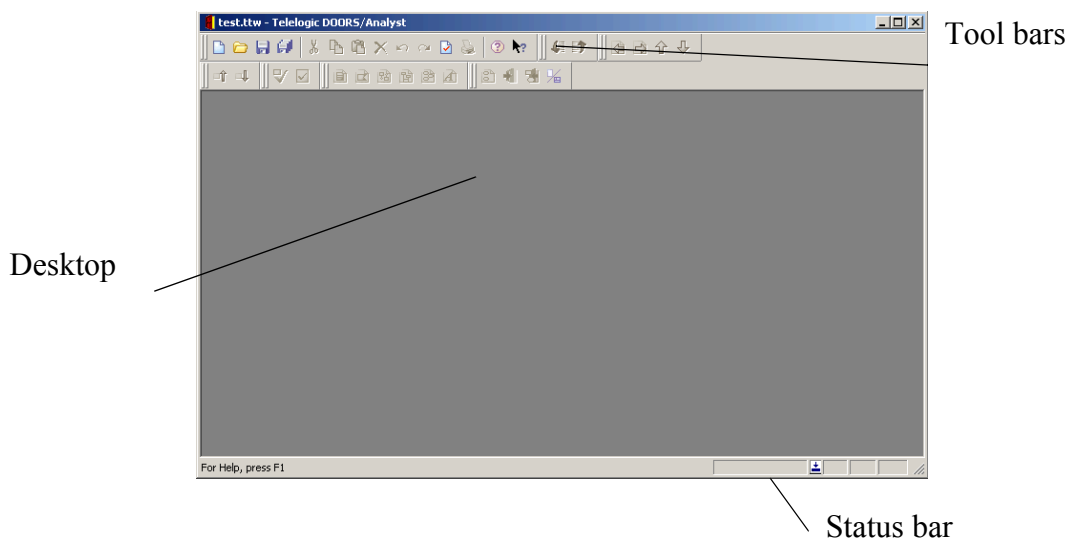 test.ttw - Telelogic DOORS/Analyst
Tool bars
Desktop
For Help, press F1
Status bar